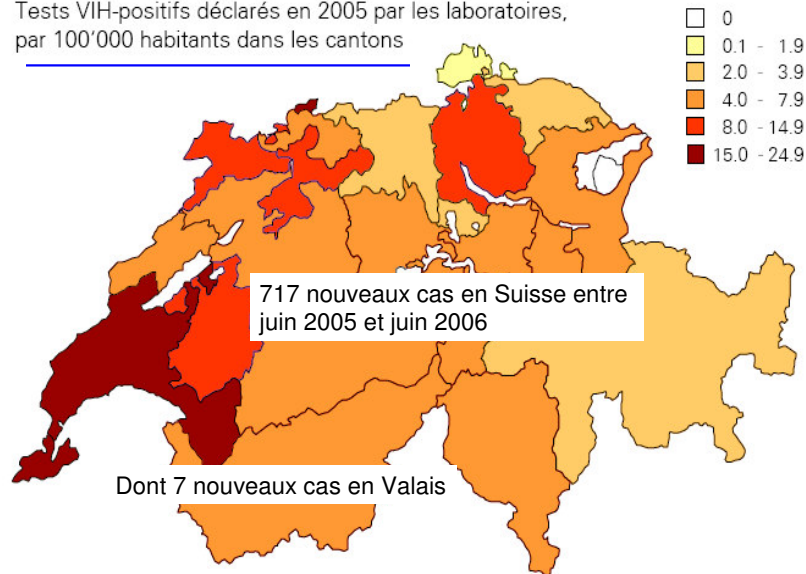 Tests VIH-positifs déclarés en 2005 par les laboratoires,
par 100'000 habitants dans les cantons
0
0.1 - 1.9
2.0 - 3.9
4.0 - 7.9
8.0 - 14.9
15.0 - 24.9
717 nouveaux cas en Suisse entre
juin 2005 et juin 2006
Dont 7 nouveaux cas en Valais